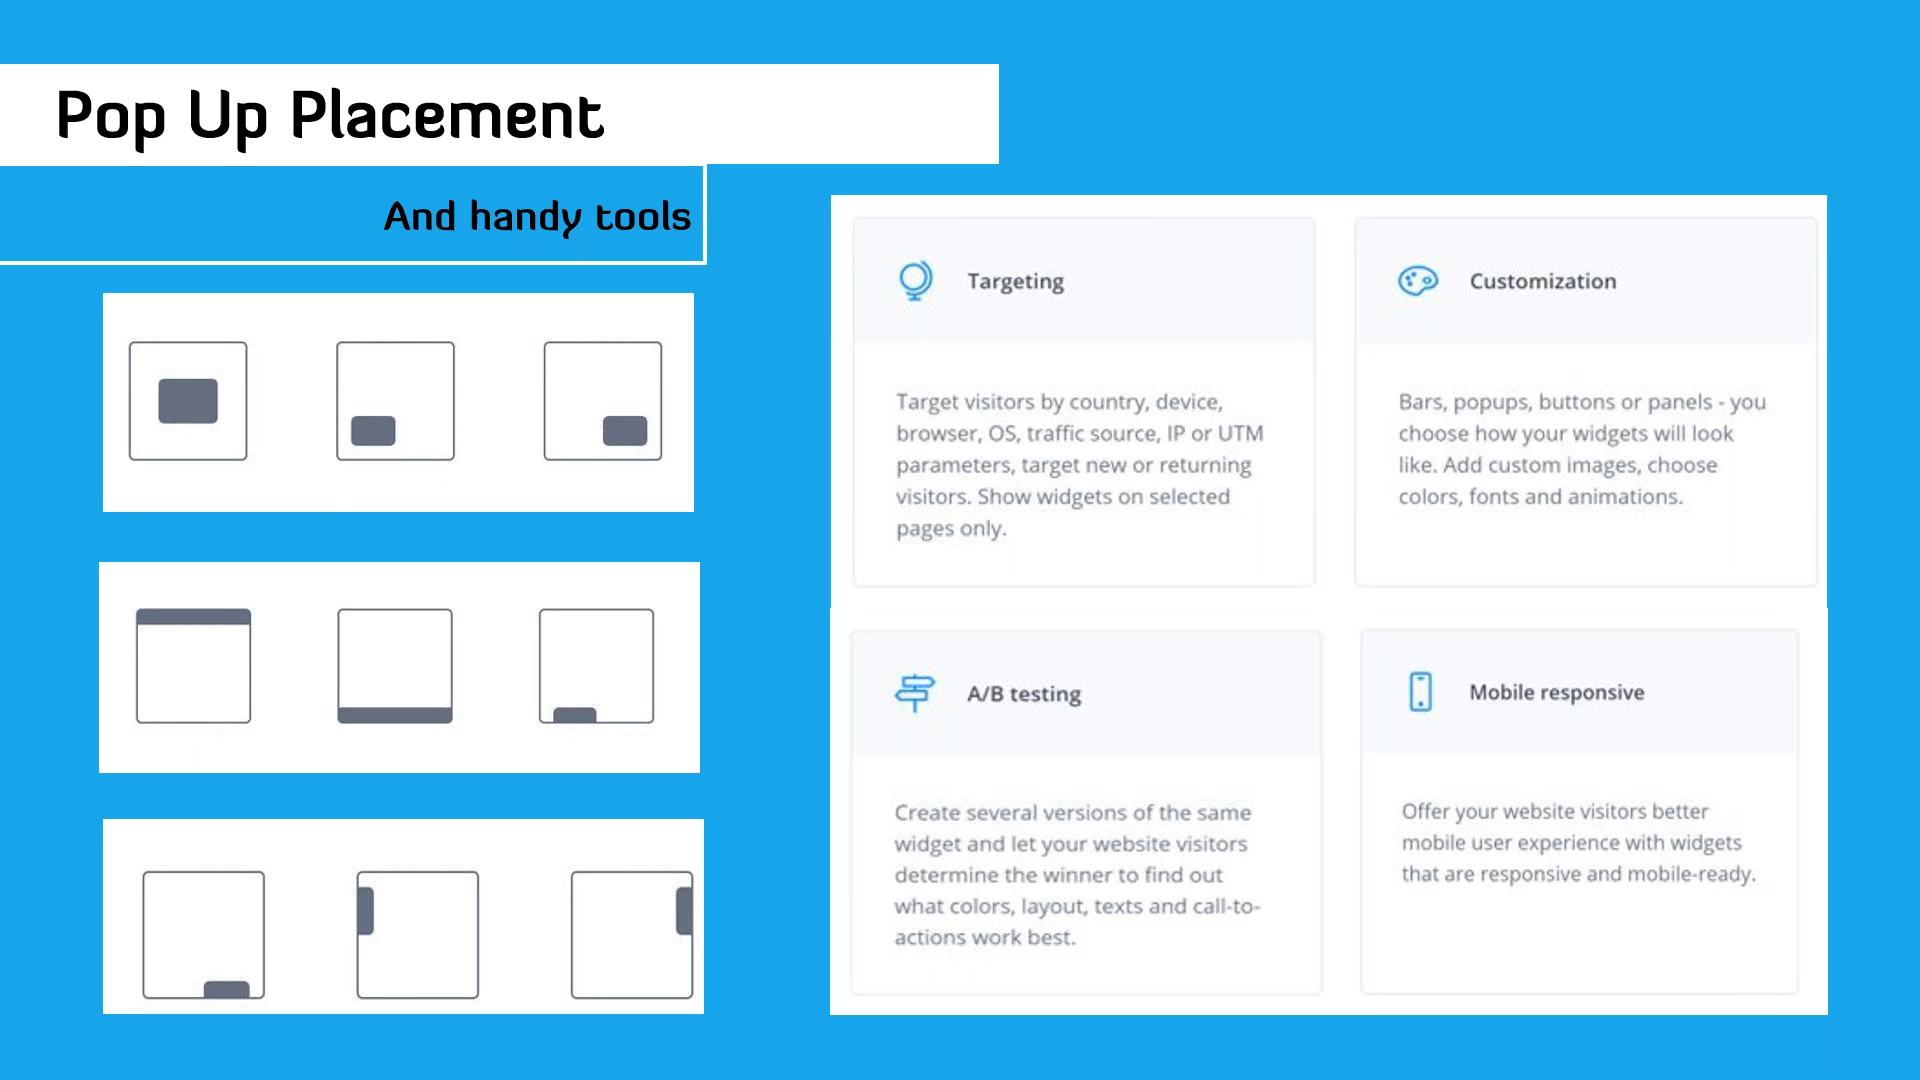 Pop Up Placement
And handy tools
Targeting
Target visitors by country, device,
browser, OS, traffic source, IP or UTM
parameters, target new or returning
visitors. Show widgets on selected
pages only.
Customization
Bars, popups, buttons or panels - you
choose how your widgets will look
like. Add custom images, choose
colors, fonts and animations.
A/B testing
Create several versions of the same
widget and let your website visitors
determine the winner to find out
what colors, layout, texts and call-to-
actions work best.
Mobile responsive
Offer your website visitors better
mobile user experience with widgets
that are responsive and mobile-ready.